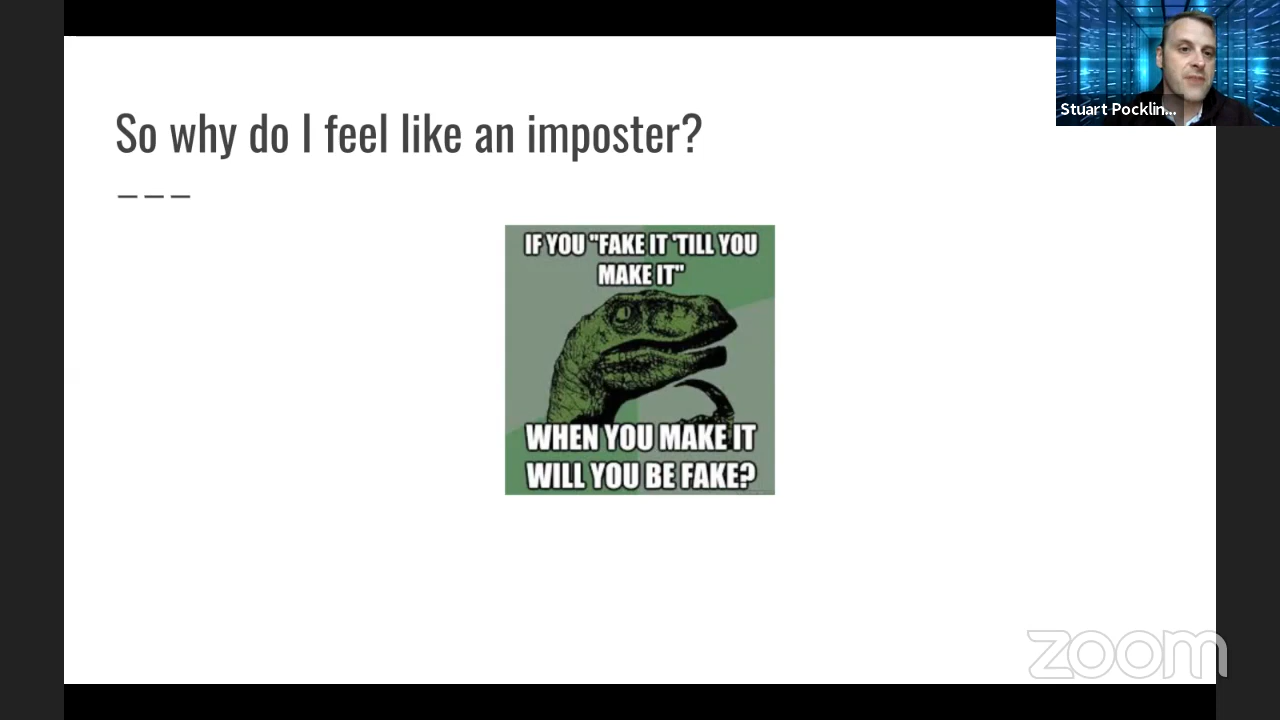 Stuart Pocklin...
So why do I feel like an imposter?
IF YOU "FAKE IT 'TILL YOU
MAKE IT"
WHEN YOU MAKE IT
WILL YOU BE FAKE?
zoom